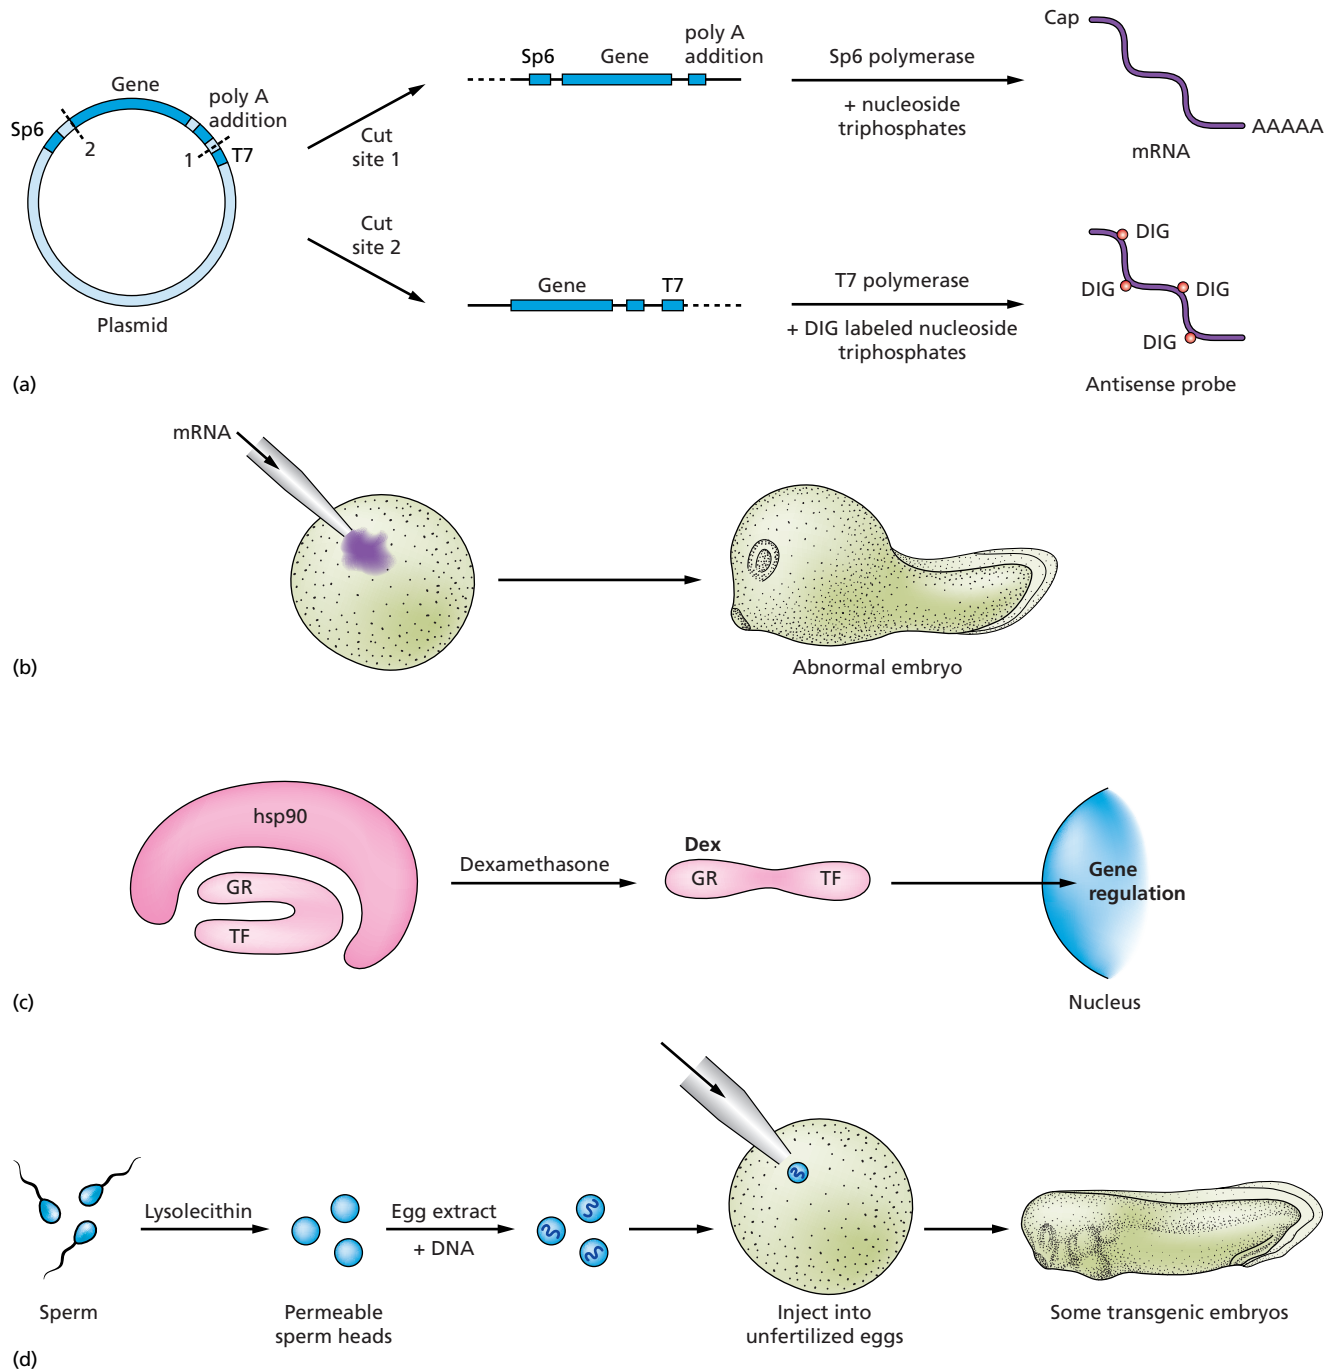 Gene
poly A
addition
Sp6
2
1
T7
Plasmid
Cut
site 1
Cut
site 2
Sp6
Gene
poly A
addition
Sp6 polymerase
+ nucleoside
triphosphates
Cap
AAAAA
mRNA
Gene
T7
T7 polymerase
+ DIG labeled nucleoside
triphosphates
DIG
DIG
DIG
DIG
Antisense probe
(a)
mRNA
Abnormal embryo
(b)
hsp90
GR
TF
Dexamethasone
Dex
GR
TF
Gene
regulation
Nucleus
(c)
Sperm
Lysolecithin
Permeable
sperm heads
Egg extract
+ DNA
Inject into
unfertilized eggs
Some transgenic embryos
(d)